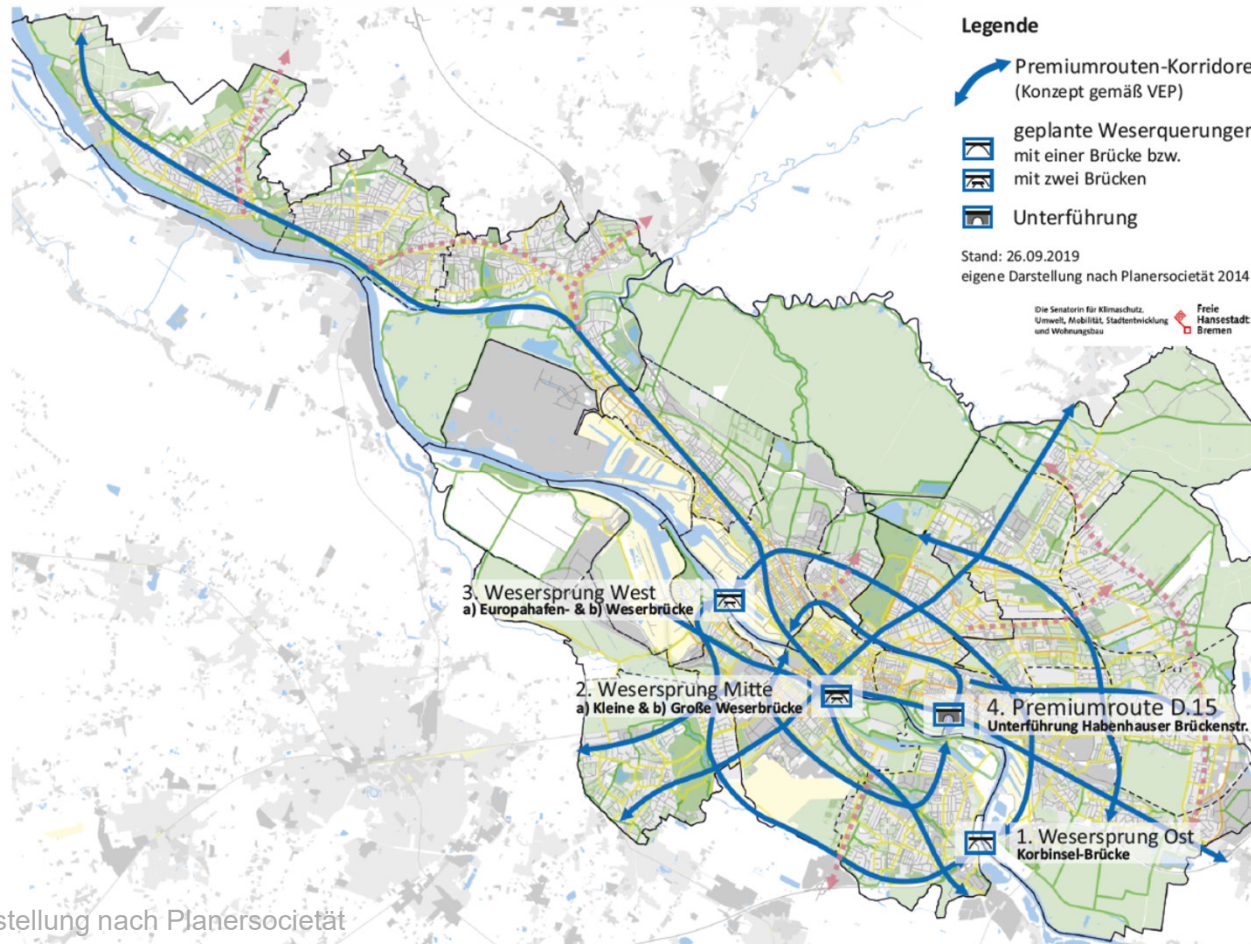 Legende
Premiumrouten-Korridore
(Konzept gemäß VEP)
geplante Weserquerungen
mit einer Brücke bzw.
mit zwei Brücken
Unterführung
Stand: 26.09.2019
eigene Darstellung nach Planersocietät 2014
Die Senatorin für Klimaschutz,
Umwelt, Mobilität, Stadtentwicklung
und Wohnungsbau
Freie
Hansestadt
Bremen
3. Wesersprung West
a) Europahafen- & b) Weserbrücke
2. Wesersprung Mitte
a) Kleine & b) Große Weserbrücke
4. Premiumroute D.15
Unterführung Habenhauser Brückenstr.
1. Wesersprung Ost
Korbinsel-Brücke
stellung nach Planersocietät